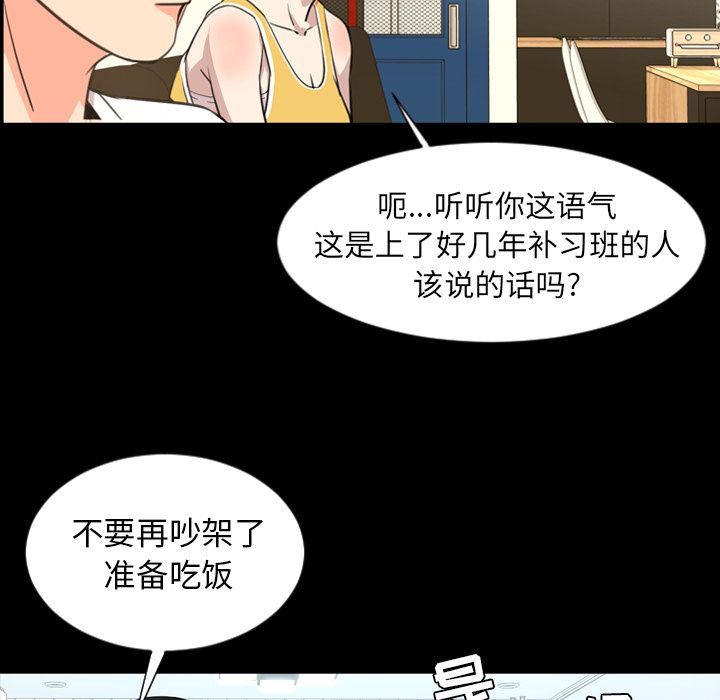 呃...听听你这语气
这是上了好几年补习班的人
该说的话吗?
不要再吵架了
准备吃饭
是